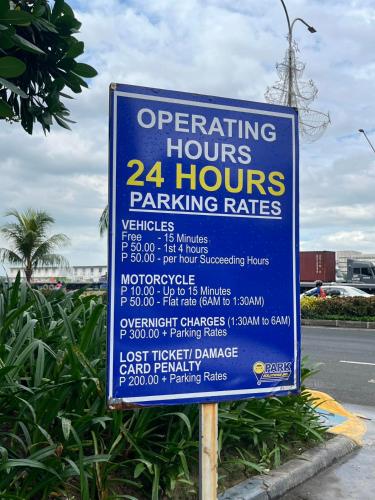 OPERATING
HOURS
24 HOURS
PARKING RATES
VEHICLES
Free - 15 Minutes
P 50.00 - 1st 4 hours
P 50.00 - per hour Succeeding Hours
MOTORCYCLE
P 10.00 - Up to 15 Minutes
P 50.00 - Flat rate (6AM to 1:30AM)
OVERNIGHT CHARGES (1:30AM to 6AM)
P 300.00 + Parking Rates
LOST TICKET/ DAMAGE
CARD PENALTY
P 200.00 + Parking Rates
PARK